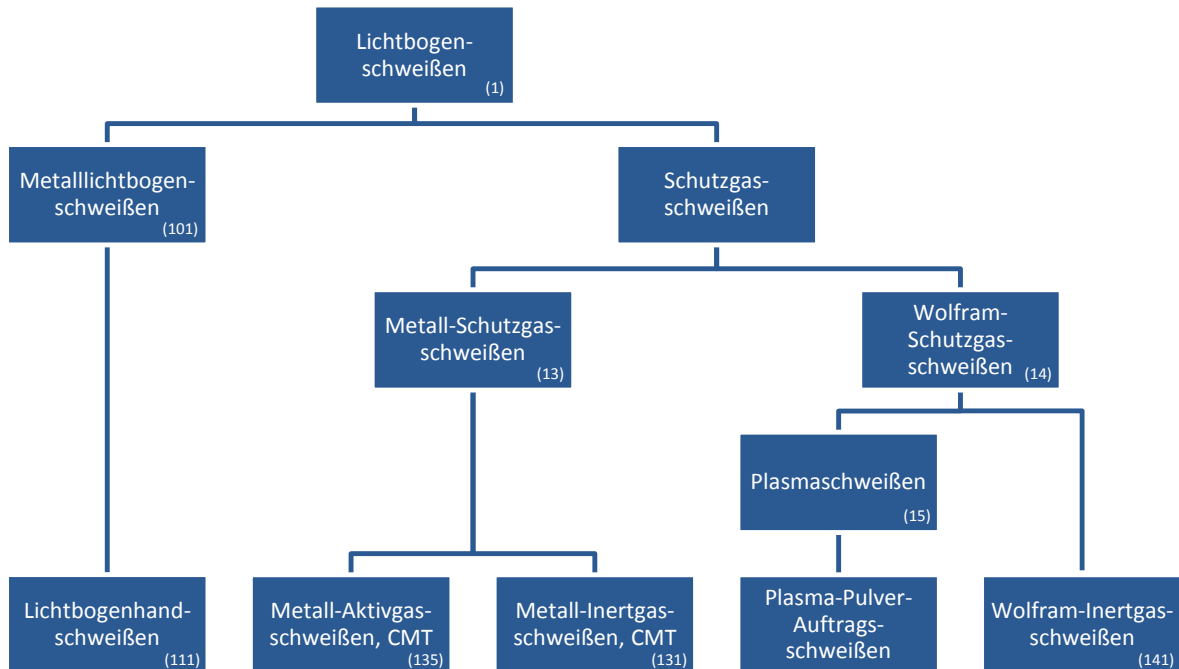 Lichtbogen-
schweißen
(1)
Metalllichtbogen-
schweißen
(101)
Schutzgas-
schweißen
Metall-Schutzgas-
schweißen
(13)
Wolfram-
Schutzgas-
schweißen (14)
Plasmaschweißen
(15)
Lichtbogenhand-
schweißen
(111)
Metall-Aktivgas-
schweißen, CMT
(135)
Metall-Inertgas-
schweißen, CMT
(131)
Plasma-Pulver-
Auftrags-
schweißen
Wolfram-Inertgas-
schweißen
(141)